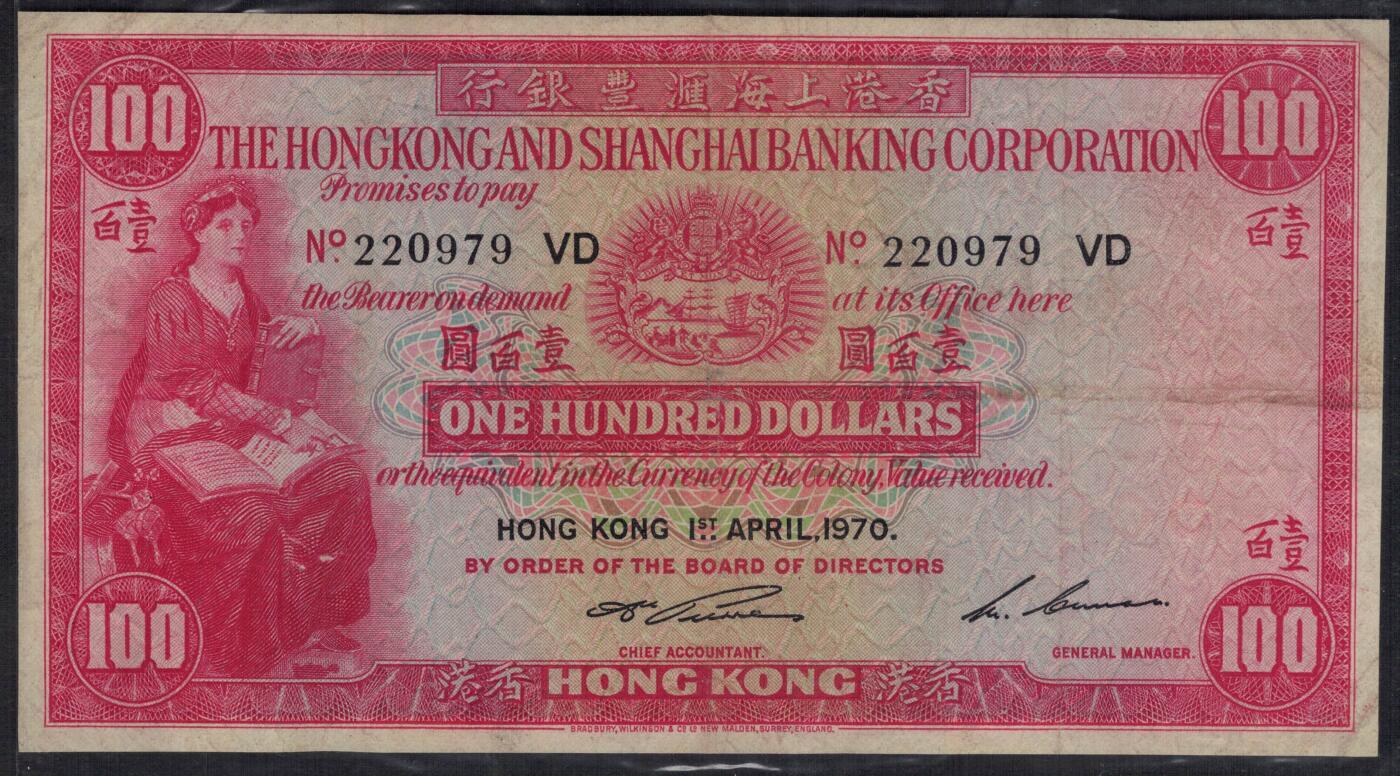 行銀豐滙海上港香
100 100
THE HONGKONG AND SHANGHAI BANKING CORPORATION
Promises to pay
百壹 百壹
Nº 220979 VD Nº 220979 VD
the Bearer on demand at its Office here
圓百壹 圓百壹
ONE HUNDRED DOLLARS
or the equivalent in the Currency of the Colony, Value received.
HONG KONG 1ST APRIL, 1970.
百壹
BY ORDER OF THE BOARD OF DIRECTORS
100 100
CHIEF ACCOUNTANT. GENERAL MANAGER.
港 HONG KONG 香
BRADBURY, WILKINSON & Cº Lº NEW MALDEN, SURREY, ENGLAND.